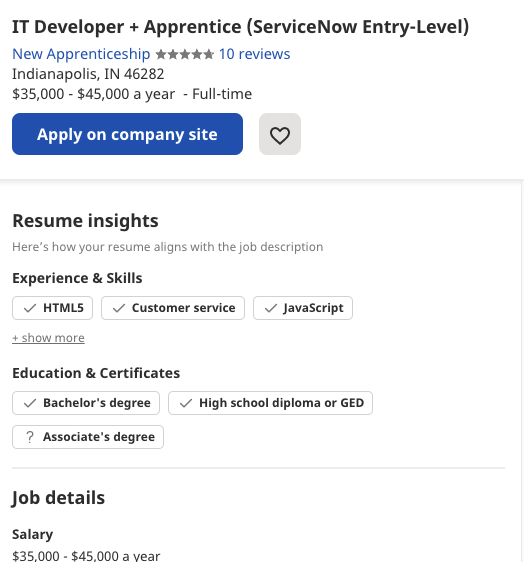 IT Developer + Apprentice (ServiceNow Entry-Level)
New Apprenticeship ★★★★★ 10 reviews
Indianapolis, IN 46282
$35,000 - $45,000 a year - Full-time
Apply on company site
Resume insights
Here's how your resume aligns with the job description
Experience & Skills
HTML5 Customer service JavaScript
+ show more
Education & Certificates
Bachelor's degree High school diploma or GED
? Associate's degree
Job details
Salary
$35,000 - $45,000 a year